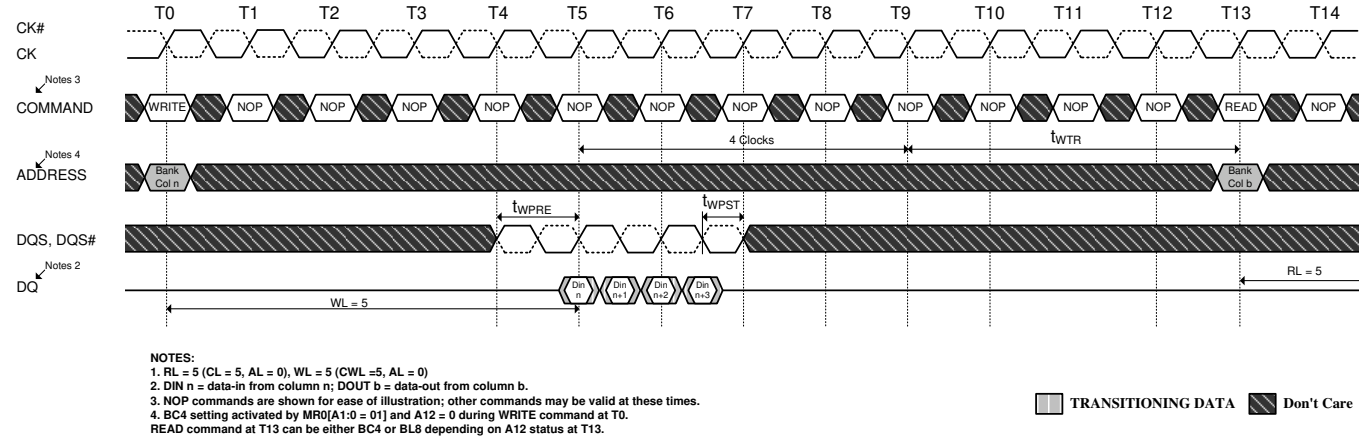 T0 T1 T2 T3 T4 T5 T6 T7 T8 T9 T10 T11 T12 T13 T14
CK#
CK
Notes 3
COMMAND WRITE NOP NOP NOP NOP NOP NOP NOP NOP NOP NOP NOP NOP READ NOP
4 Clocks tWTR
Notes 4
ADDRESS Bank Col n Bank Col b
tWPRE tWPST
DQS, DQS#
Notes 2
DQ Din n Din n+1 Din n+2 Din n+3 RL = 5
WL = 5
NOTES:
1. RL = 5 (CL = 5, AL = 0), WL = 5 (CWL =5, AL = 0)
2. DIN n = data-in from column n; DOUT b = data-out from column b.
3. NOP commands are shown for ease of illustration; other commands may be valid at these times.
4. BC4 setting activated by MR0[A1:0 = 01] and A12 = 0 during WRITE command at T0.
READ command at T13 can be either BC4 or BL8 depending on A12 status at T13.
TRANSITIONING DATA Don't Care